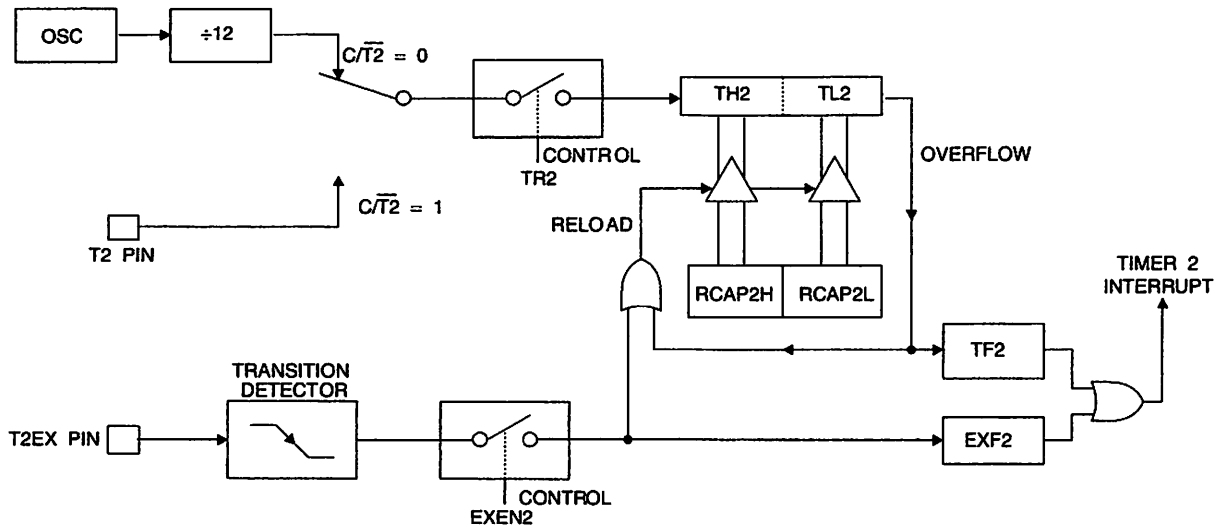 OSC
÷12
C/T2̅ = 0
TH2
TL2
CONTROL
TR2
OVERFLOW
C/T2̅ = 1
T2 PIN
RELOAD
RCAP2H
RCAP2L
TIMER 2
INTERRUPT
TF2
TRANSITION
DETECTOR
T2EX PIN
EXF2
CONTROL
EXEN2